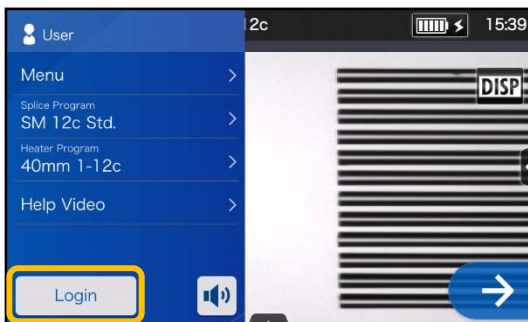 User
12c
15:39
Menu
Splice Program
SM 12c Std.
Heater Program
40mm 1-12c
Help Video
Login
DISP